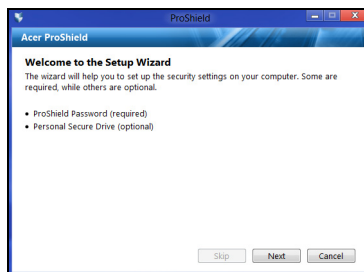 ProShield
Acer ProShield
Welcome to the Setup Wizard
The wizard will help you to set up the security settings on your computer. Some are
required, while others are optional.
• ProShield Password (required)
• Personal Secure Drive (optional)
Skip Next Cancel